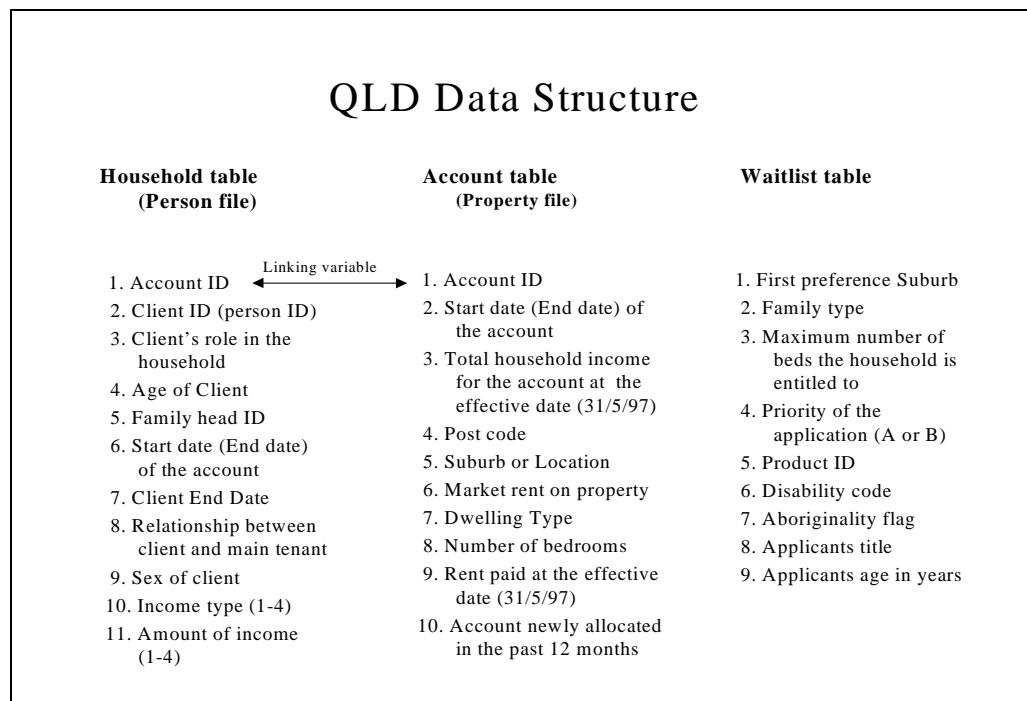 QLD Data Structure
Household table
(Person file)
1. Account ID
2. Client ID (person ID)
3. Client's role in the
household
4. Age of Client
5. Family head ID
6. Start date (End date)
of the account
7. Client End Date
8. Relationship between
client and main tenant
9. Sex of client
10. Income type (1-4)
11. Amount of income
(1-4)
Linking variable
Account table
(Property file)
1. Account ID
2. Start date (End date) of
the account
3. Total household income
for the account at the
effective date (31/5/97)
4. Post code
5. Suburb or Location
6. Market rent on property
7. Dwelling Type
8. Number of bedrooms
9. Rent paid at the effective
date (31/5/97)
10. Account newly allocated
in the past 12 months
Waitlist table
1. First preference Suburb
2. Family type
3. Maximum number of
beds the household is
entitled to
4. Priority of the
application (A or B)
5. Product ID
6. Disability code
7. Aboriginality flag
8. Applicants title
9. Applicants age in years